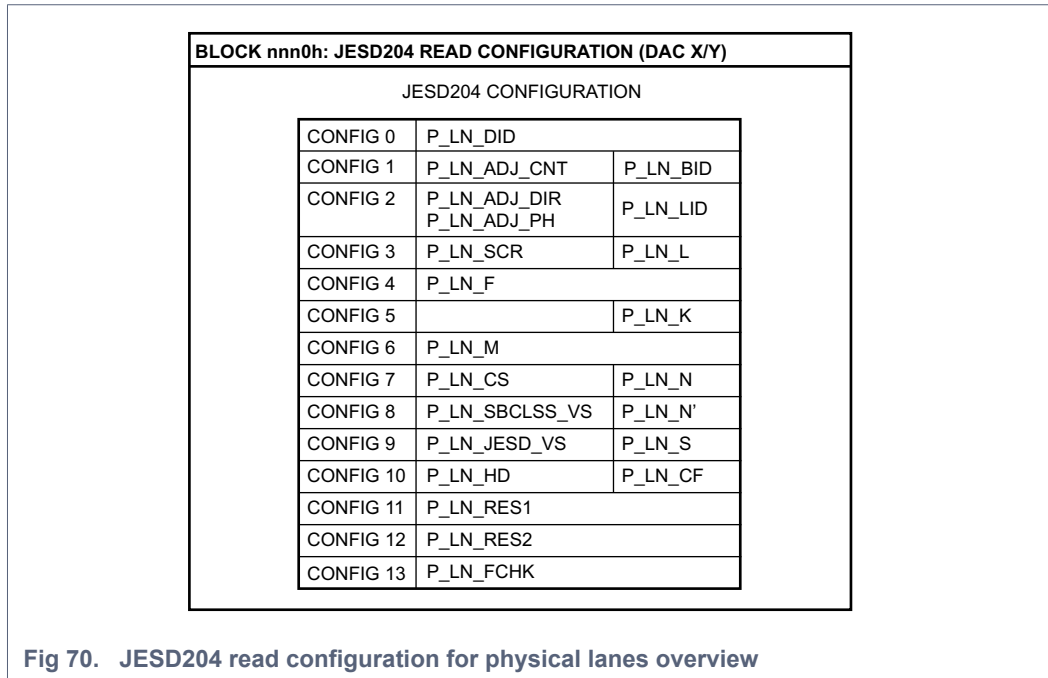 BLOCK nnn0h: JESD204 READ CONFIGURATION (DAC X/Y)
JESD204 CONFIGURATION
CONFIG 0 P_LN_DID
CONFIG 1 P_LN_ADJ_CNT P_LN_BID
CONFIG 2 P_LN_ADJ_DIR P_LN_LID
P_LN_ADJ_PH
CONFIG 3 P_LN_SCR P_LN_L
CONFIG 4 P_LN_F
CONFIG 5 P_LN_K
CONFIG 6 P_LN_M
CONFIG 7 P_LN_CS P_LN_N
CONFIG 8 P_LN_SBCLSS_VS P_LN_N’
CONFIG 9 P_LN_JESD_VS P_LN_S
CONFIG 10 P_LN_HD P_LN_CF
CONFIG 11 P_LN_RES1
CONFIG 12 P_LN_RES2
CONFIG 13 P_LN_FCHK
Fig 70. JESD204 read configuration for physical lanes overview